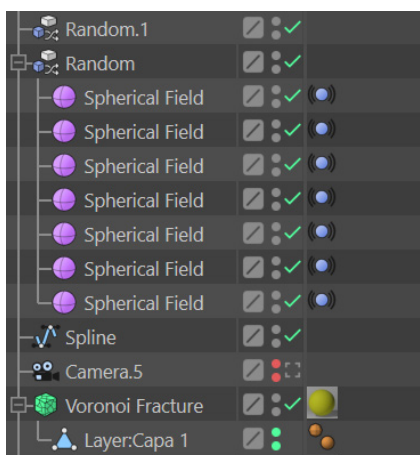 Random.1
Random
Spherical Field
Spherical Field
Spherical Field
Spherical Field
Spherical Field
Spherical Field
Spherical Field
Spline
Camera.5
Voronoi Fracture
Layer:Capa 1